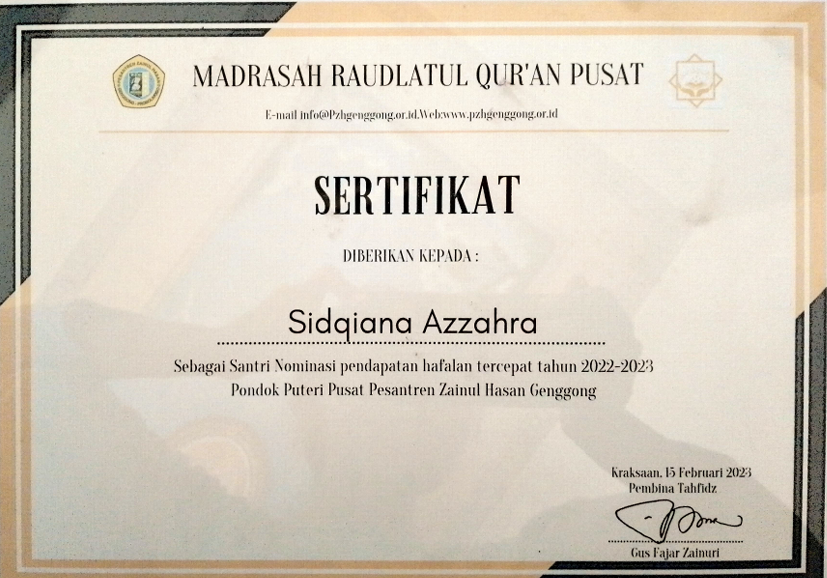 MADRASAH RAUDLATUL QUR'AN PUSAT
E-mail info@Pzhgenggong.or.id.Web:www.pzhgenggong.or.id
SERTIFIKAT
DIBERIKAN KEPADA :
Sidqiana Azzahra
Sebagai Santri Nominasi pendapatan hafalan tercepat tahun 2022-2023
Pondok Puteri Pusat Pesantren Zainul Hasan Genggong
Kraksaan, 15 Februari 2023
Pembina Tahfidz
Gus Fajar Zainuri